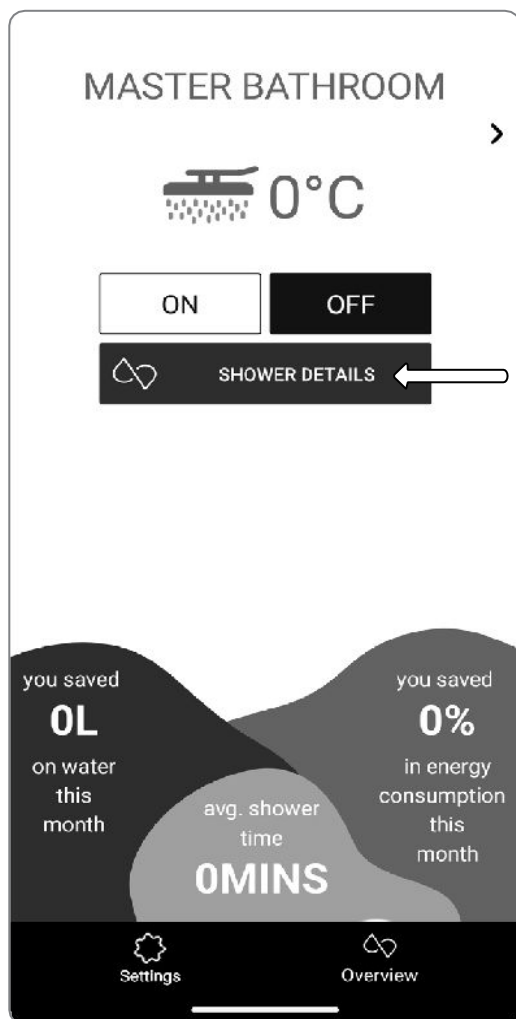 MASTER BATHROOM
0°C
ON
OFF
SHOWER DETAILS
you saved
0L
on water
this
month
avg. shower
time
0MINS
you saved
0%
in energy
consumption
this
month
Settings
Overview